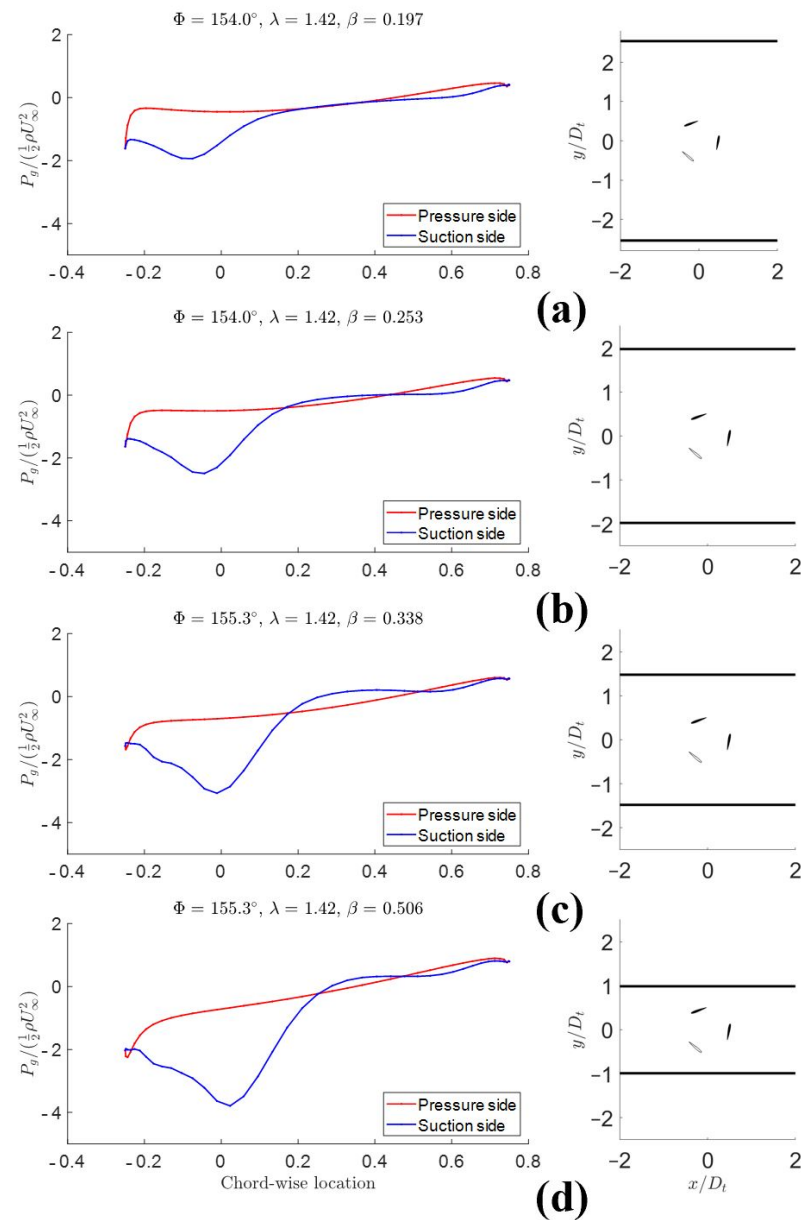 Φ = 154.0°, λ = 1.42, β = 0.197
P_g/(½ρU²_∞)
2
0
-2
-4
Pressure side
Suction side
-0.4 -0.2 0 0.2 0.4 0.6 0.8
y/D_t
2
1
0
-1
-2
-2 0 2
(a)
Φ = 154.0°, λ = 1.42, β = 0.253
P_g/(½ρU²_∞)
2
0
-2
-4
Pressure side
Suction side
-0.4 -0.2 0 0.2 0.4 0.6 0.8
y/D_t
2
1
0
-1
-2
-2 0 2
(b)
Φ = 155.3°, λ = 1.42, β = 0.338
P_g/(½ρU²_∞)
2
0
-2
-4
Pressure side
Suction side
-0.4 -0.2 0 0.2 0.4 0.6 0.8
y/D_t
2
1
0
-1
-2
-2 0 2
(c)
Φ = 155.3°, λ = 1.42, β = 0.506
P_g/(½ρU²_∞)
2
0
-2
-4
Pressure side
Suction side
-0.4 -0.2 0 0.2 0.4 0.6 0.8
Chord-wise location
y/D_t
2
1
0
-1
-2
-2 0 2
x/D_t
(d)